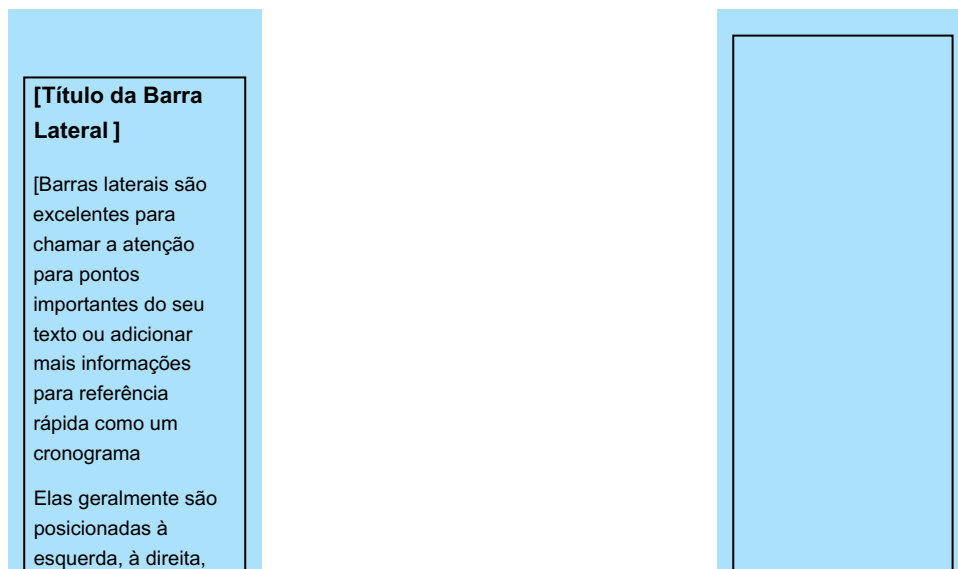 [Título da Barra
Lateral ]
[Barras laterais são
excelentes para
chamar a atenção
para pontos
importantes do seu
texto ou adicionar
mais informações
para referência
rápida como um
cronograma
Elas geralmente são
posicionadas à
esquerda, à direita,